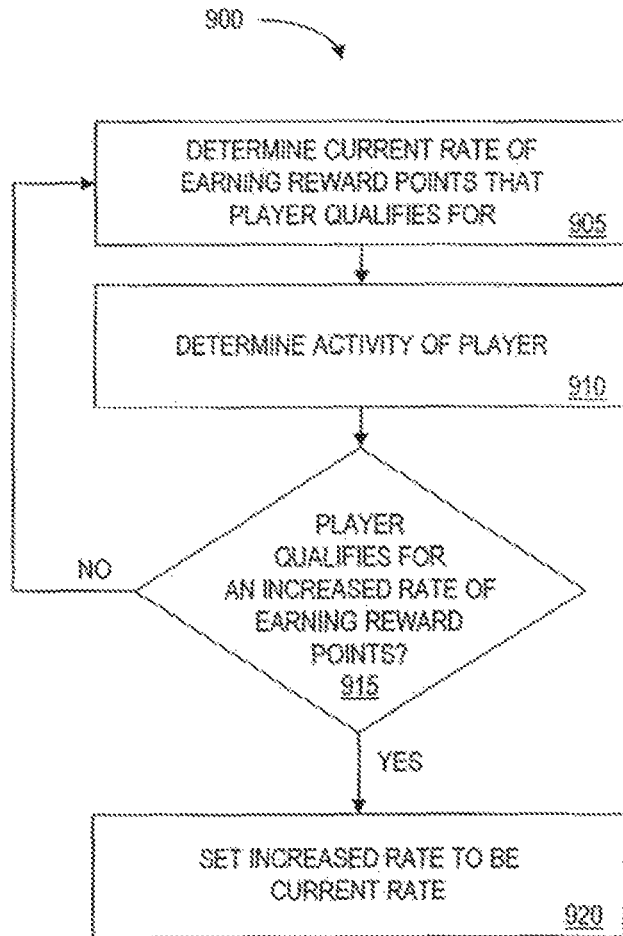 900
DETERMINE CURRENT RATE OF
EARNING REWARD POINTS THAT
PLAYER QUALIFIES FOR
905
DETERMINE ACTIVITY OF PLAYER
910
PLAYER
QUALIFIES FOR
AN INCREASED RATE OF
EARNING REWARD
POINTS?
915
NO
YES
SET INCREASED RATE TO BE
CURRENT RATE
920